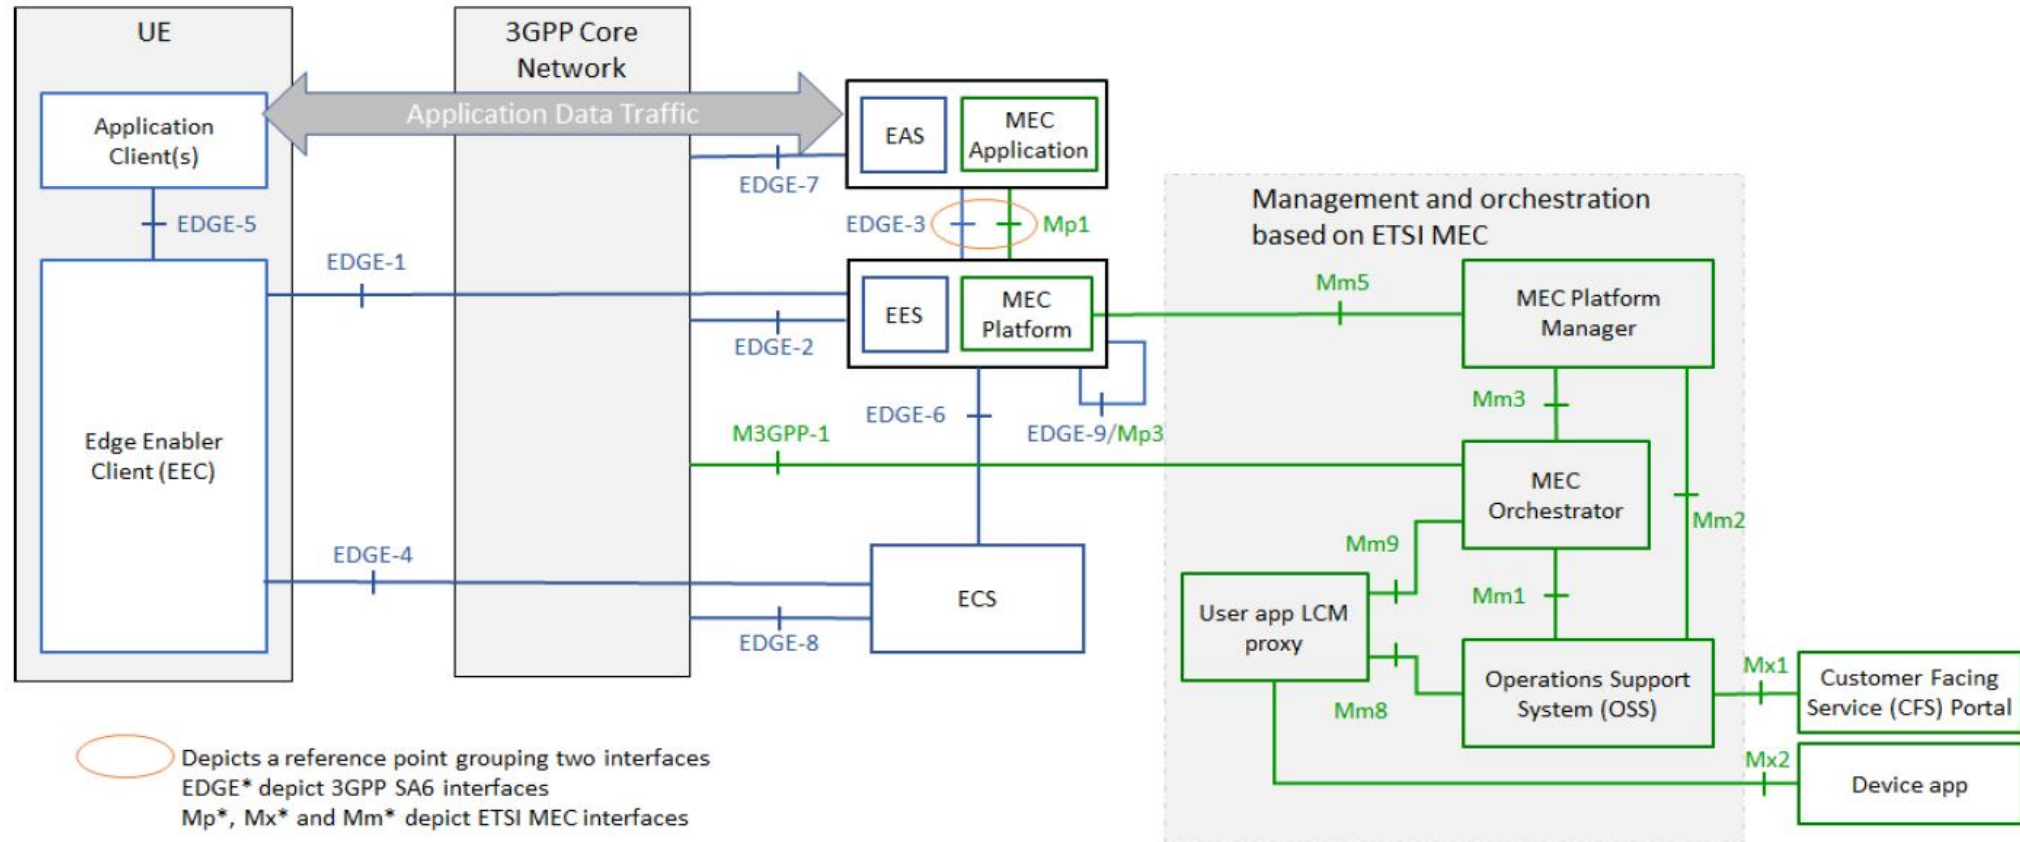 UE
3GPP Core
Network
Application Data Traffic
Application
Client(s)
EAS
MEC
Application
EDGE-7
EDGE-5
EDGE-3
Mp1
Management and orchestration
based on ETSI MEC
EDGE-1
EES
MEC
Platform
EDGE-2
Mm5
MEC Platform
Manager
Mm3
EDGE-6
EDGE-9/Mp3
M3GPP-1
Edge Enabler
Client (EEC)
MEC
Orchestrator
Mm2
Mm9
EDGE-4
ECS
Mm1
User app LCM
proxy
EDGE-8
Mm8
Operations Support
System (OSS)
Mx1
Customer Facing
Service (CFS) Portal
Mx2
Device app
Depicts a reference point grouping two interfaces
EDGE* depict 3GPP SA6 interfaces
Mp*, Mx* and Mm* depict ETSI MEC interfaces